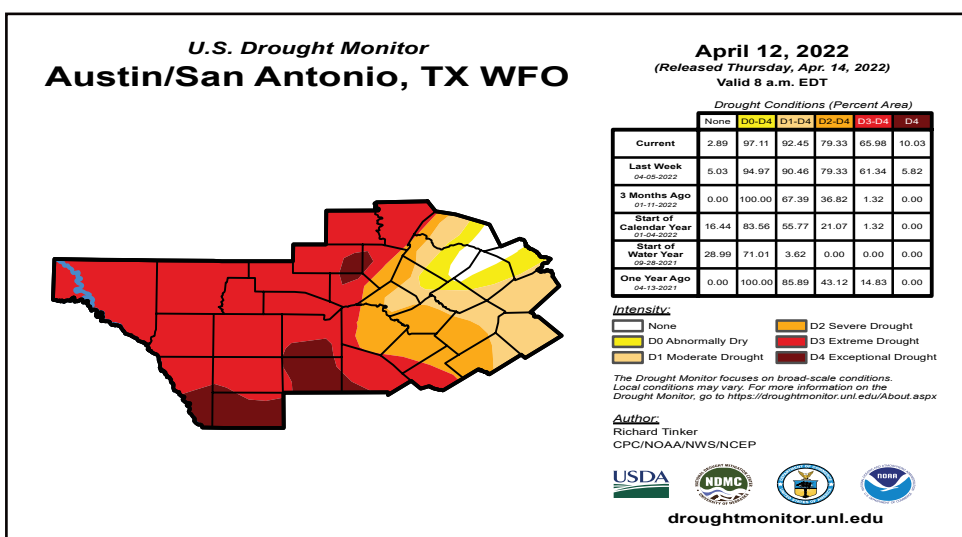 U.S. Drought Monitor
Austin/San Antonio, TX WFO
April 12, 2022
(Released Thursday, Apr. 14, 2022)
Valid 8 a.m. EDT
Drought Conditions (Percent Area)
None D0-D4 D1-D4 D2-D4 D3-D4 D4
Current 2.89 97.11 92.45 79.33 65.98 10.03
Last Week
04-05-2022 5.03 94.97 90.46 79.33 61.34 5.82
3 Months Ago
01-11-2022 0.00 100.00 67.39 36.82 1.32 0.00
Start of
Calendar Year
01-04-2022 16.44 83.56 55.77 21.07 1.32 0.00
Start of
Water Year
09-28-2021 28.99 71.01 3.62 0.00 0.00 0.00
One Year Ago
04-13-2021 0.00 100.00 85.89 43.12 14.83 0.00
Intensity:
None
D0 Abnormally Dry
D1 Moderate Drought
D2 Severe Drought
D3 Extreme Drought
D4 Exceptional Drought
The Drought Monitor focuses on broad-scale conditions.
Local conditions may vary. For more information on the
Drought Monitor, go to https://droughtmonitor.unl.edu/About.aspx
Author:
Richard Tinker
CPC/NOAA/NWS/NCEP
USDA
NDMC
NOAA
droughtmonitor.unl.edu